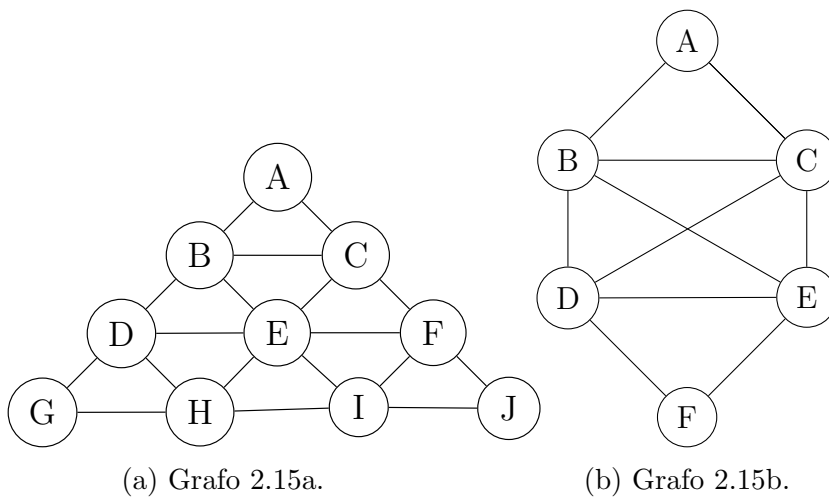 A
B C
D E F
G H I J
(a) Grafo 2.15a.
A
B C
D E
F
(b) Grafo 2.15b.